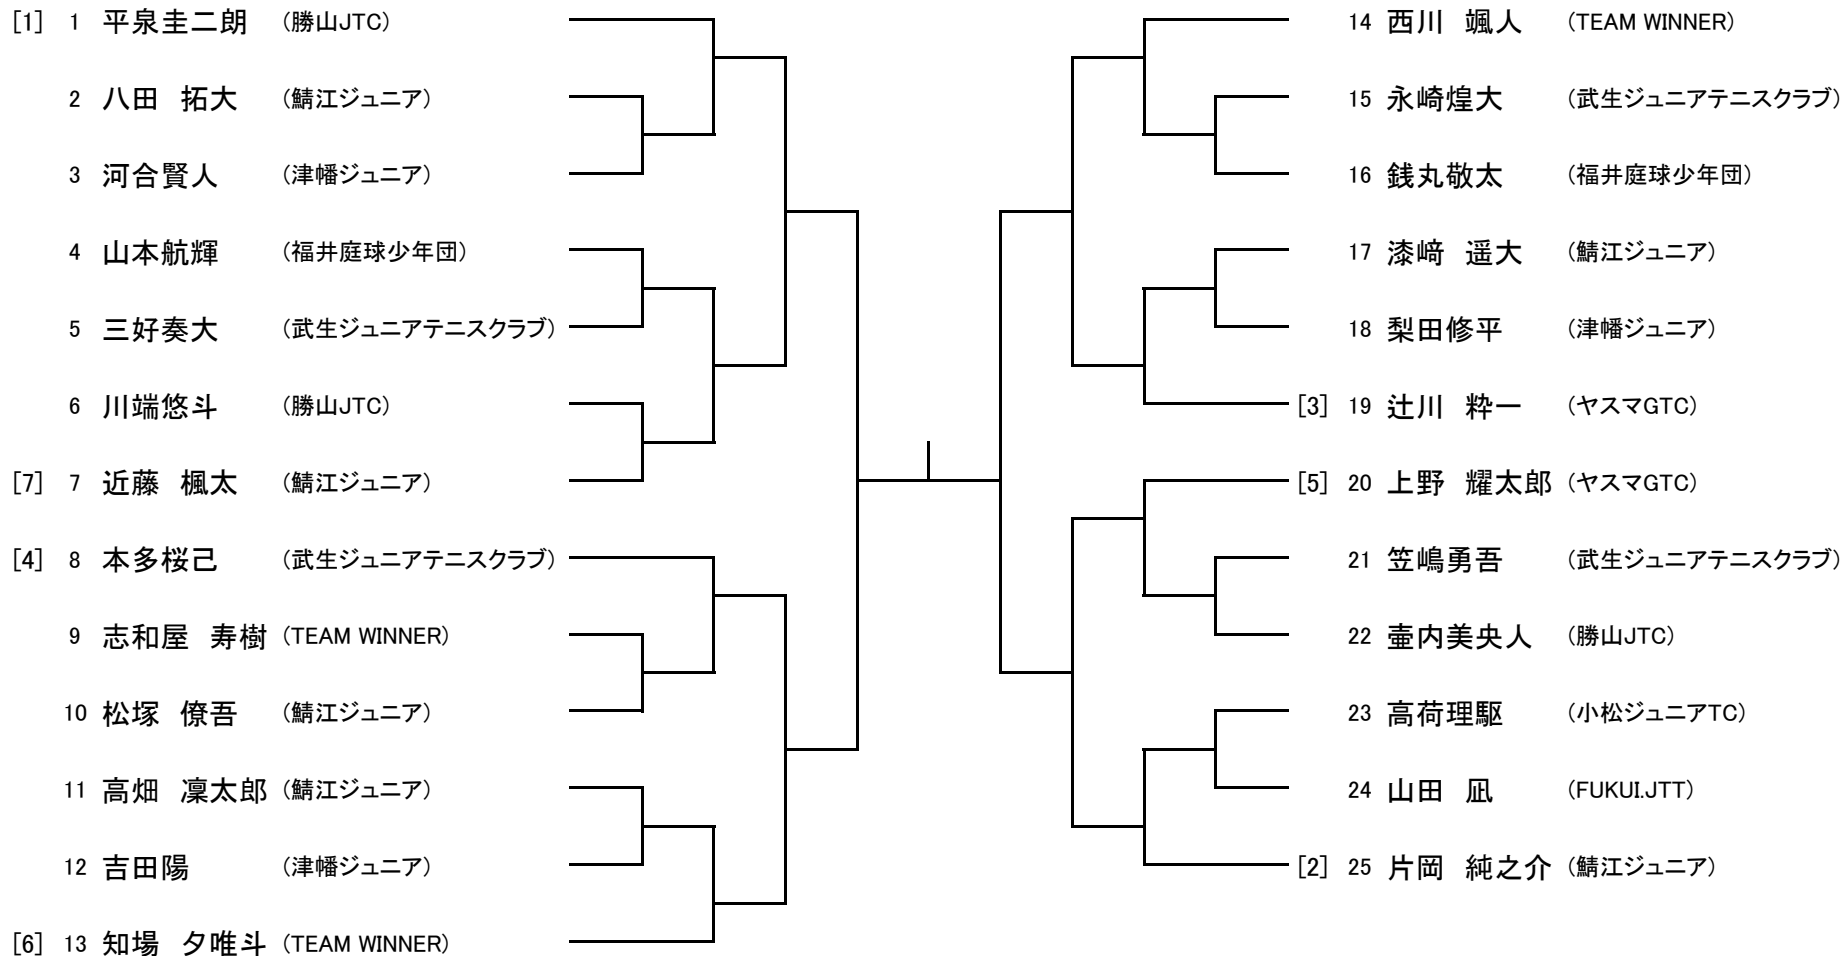 [1] 1 平泉圭二朗 (勝山JTC)
2 八田 拓大 (鯖江ジュニア)
3 河合賢人 (津幡ジュニア)
4 山本航輝 (福井庭球少年団)
5 三好奏大 (武生ジュニアテニスクラブ)
6 川端悠斗 (勝山JTC)
[7] 7 近藤 楓太 (鯖江ジュニア)
[4] 8 本多桜己 (武生ジュニアテニスクラブ)
9 志和屋 寿樹 (TEAM WINNER)
10 松塚 僚吾 (鯖江ジュニア)
11 高畑 凜太郎 (鯖江ジュニア)
12 吉田陽 (津幡ジュニア)
[6] 13 知場 夕唯斗 (TEAM WINNER)
14 西川 颯人 (TEAM WINNER)
15 永崎煌大 (武生ジュニアテニスクラブ)
16 銭丸敬太 (福井庭球少年団)
17 漆﨑 遥大 (鯖江ジュニア)
18 梨田修平 (津幡ジュニア)
[3] 19 辻川 粋一 (ヤスマGTC)
[5] 20 上野 耀太郎 (ヤスマGTC)
21 笠嶋勇吾 (武生ジュニアテニスクラブ)
22 壷内美央人 (勝山JTC)
23 高荷理駆 (小松ジュニアTC)
24 山田 凪 (FUKUI.JTT)
[2] 25 片岡 純之介 (鯖江ジュニア)